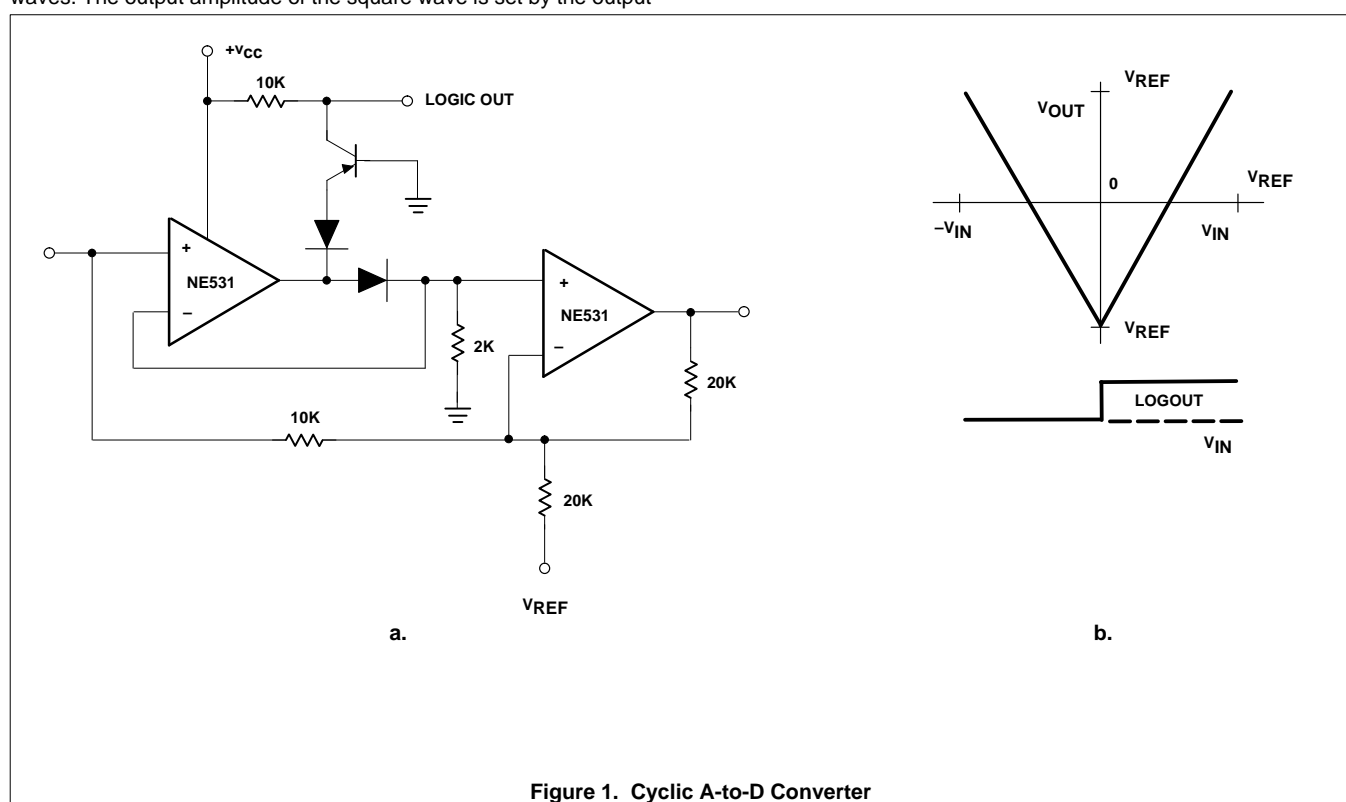 waves. The output amplitude of the square wave is set by the output
+VCC
10K
LOGIC OUT
+
NE531
–
+
NE531
–
2K
20K
10K
20K
VREF
a.
VREF
VOUT
0
VREF
–VIN
VIN
VREF
LOGOUT
VIN
b.
Figure 1. Cyclic A-to-D Converter